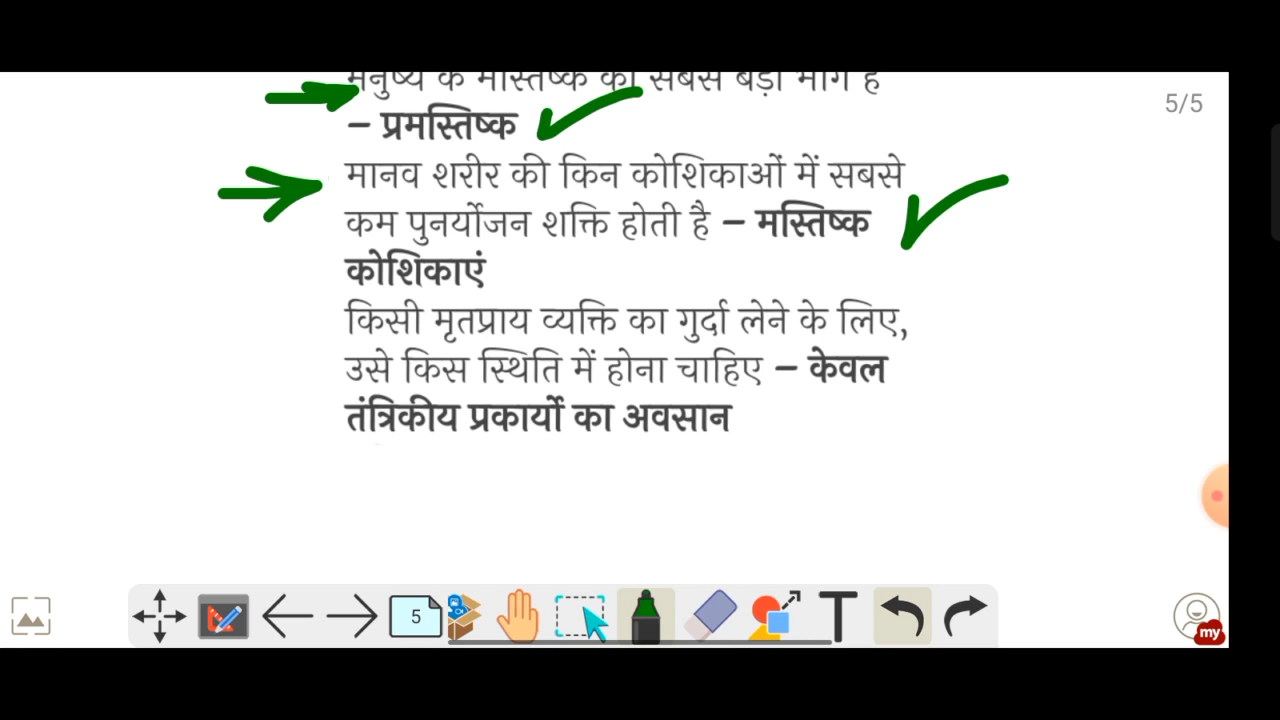 मनुष्य के मस्तिष्क का सबसे बड़ा भाग है
5/5
– प्रमस्तिष्क
मानव शरीर की किन कोशिकाओं में सबसे
कम पुनर्योजन शक्ति होती है – मस्तिष्क
कोशिकाएं
किसी मृतप्राय व्यक्ति का गुर्दा लेने के लिए,
उसे किस स्थिति में होना चाहिए – केवल
तंत्रिकीय प्रकार्यो का अवसान
5
T
my